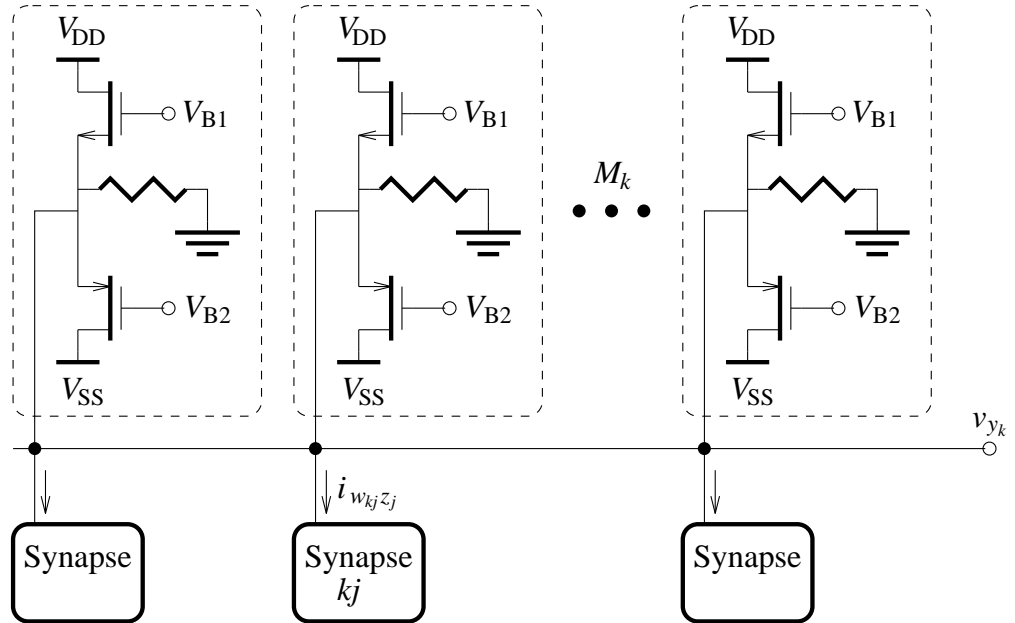 V_DD V_DD V_DD
V_B1 V_B1 V_B1
M_k
V_B2 V_B2 V_B2
V_SS V_SS V_SS
v_{y_k}
i_{w_{kj}z_j}
Synapse Synapse Synapse
kj